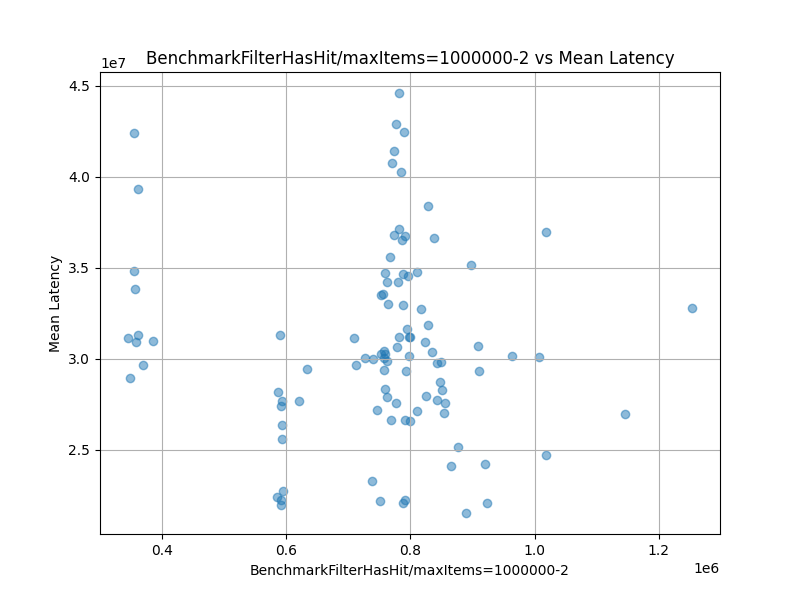 BenchmarkFilterHasHit/maxItems=1000000-2 vs Mean Latency
1e7
4.5
4.0
3.5
3.0
2.5
Mean Latency
0.4 0.6 0.8 1.0 1.2
1e6
BenchmarkFilterHasHit/maxItems=1000000-2